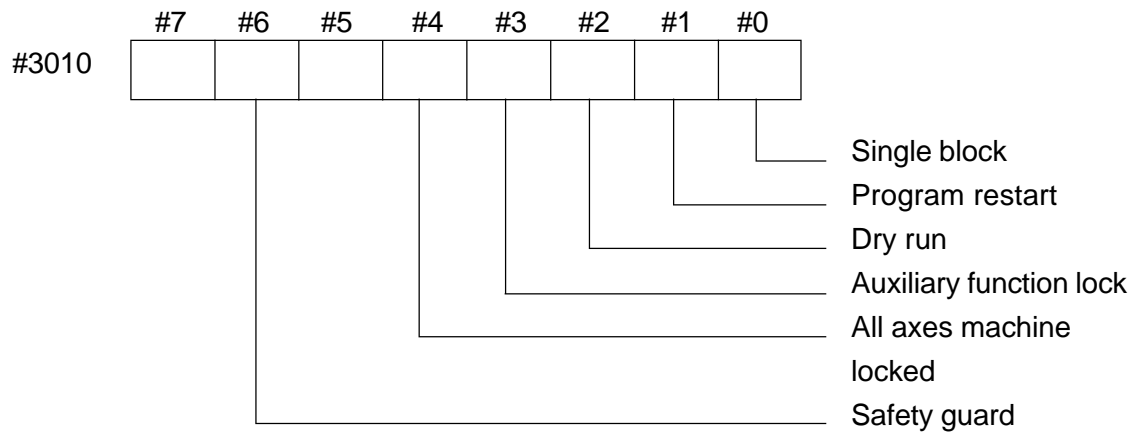 #7 #6 #5 #4 #3 #2 #1 #0
#3010
Single block
Program restart
Dry run
Auxiliary function lock
All axes machine
locked
Safety guard